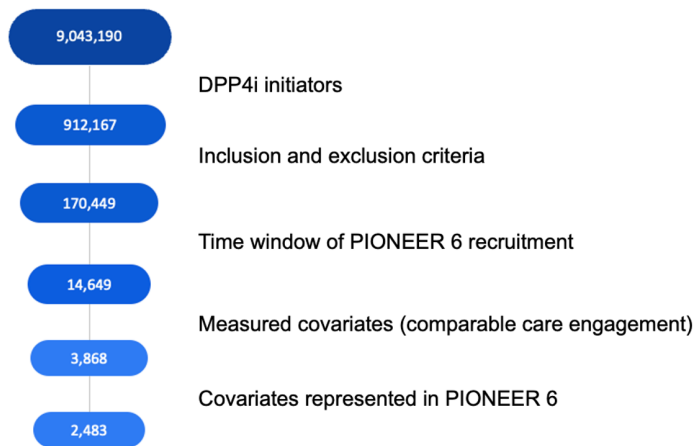 9,043,190
DPP4i initiators
912,167
Inclusion and exclusion criteria
170,449
Time window of PIONEER 6 recruitment
14,649
Measured covariates (comparable care engagement)
3,868
Covariates represented in PIONEER 6
2,483